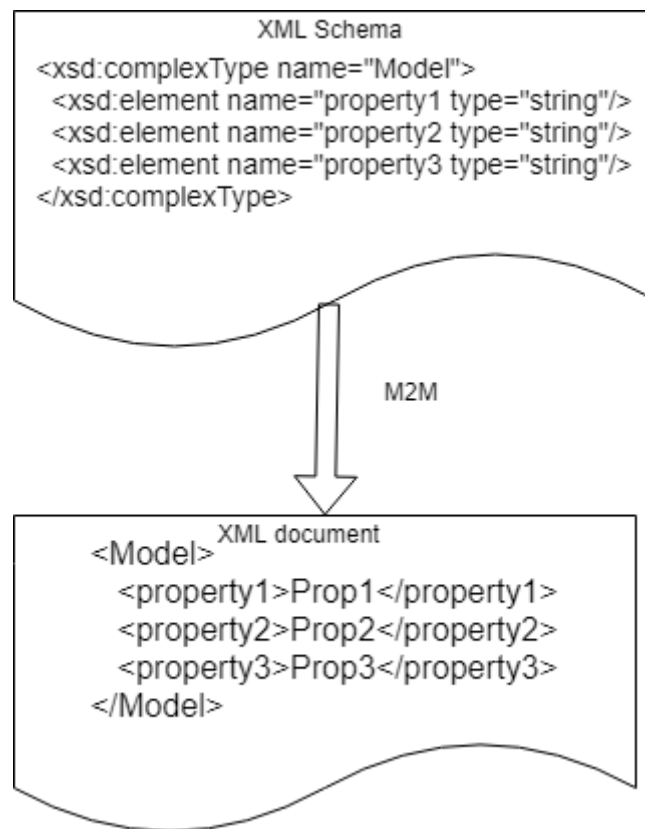 XML Schema
<xsd:complexType name="Model">
<xsd:element name="property1 type="string"/>
<xsd:element name="property2 type="string"/>
<xsd:element name="property3 type="string"/>
</xsd:complexType>
M2M
XML document
<Model>
<property1>Prop1</property1>
<property2>Prop2</property2>
<property3>Prop3</property3>
</Model>